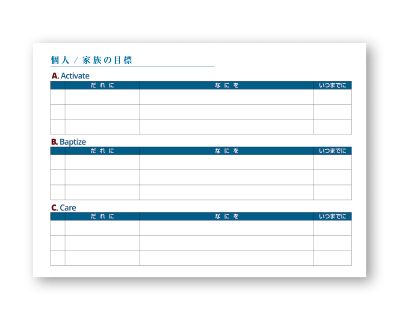 個人 / 家族の目標
A. Activate
だれに なにを いつまでに
B. Baptize
だれに なにを いつまでに
C. Care
だれに なにを いつまでに